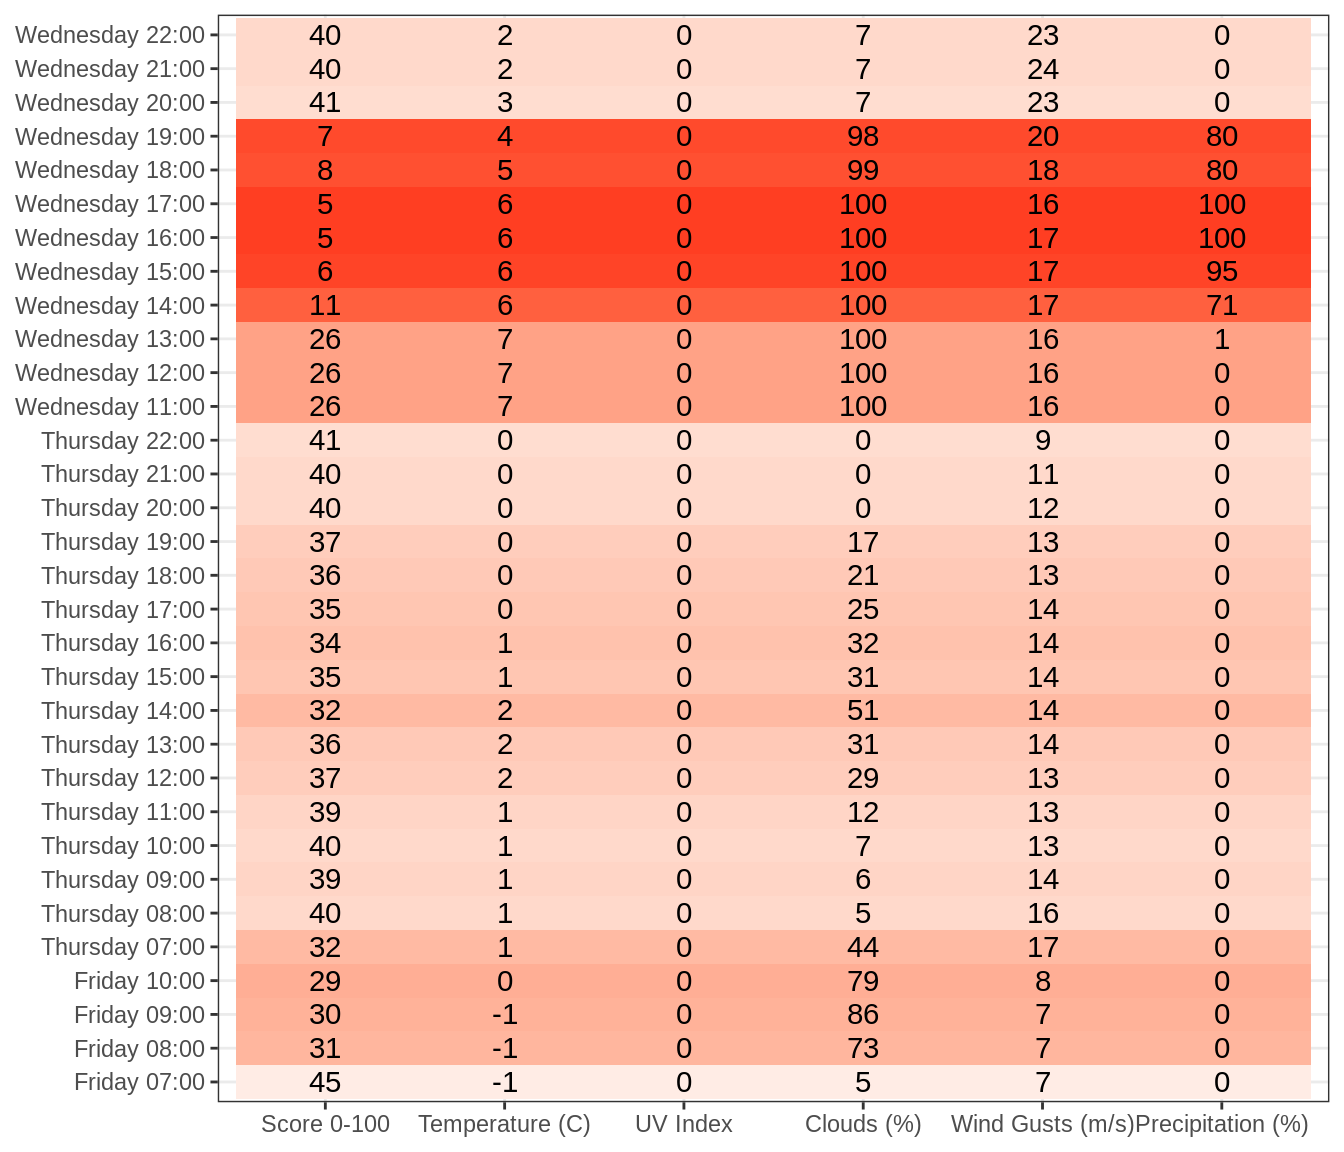 Wednesday 22:00 40 2 0 7 23 0
Wednesday 21:00 40 2 0 7 24 0
Wednesday 20:00 41 3 0 7 23 0
Wednesday 19:00 7 4 0 98 20 80
Wednesday 18:00 8 5 0 99 18 80
Wednesday 17:00 5 6 0 100 16 100
Wednesday 16:00 5 6 0 100 17 100
Wednesday 15:00 6 6 0 100 17 95
Wednesday 14:00 11 6 0 100 17 71
Wednesday 13:00 26 7 0 100 16 1
Wednesday 12:00 26 7 0 100 16 0
Wednesday 11:00 26 7 0 100 16 0
Thursday 22:00 41 0 0 0 9 0
Thursday 21:00 40 0 0 0 11 0
Thursday 20:00 40 0 0 0 12 0
Thursday 19:00 37 0 0 17 13 0
Thursday 18:00 36 0 0 21 13 0
Thursday 17:00 35 0 0 25 14 0
Thursday 16:00 34 1 0 32 14 0
Thursday 15:00 35 1 0 31 14 0
Thursday 14:00 32 2 0 51 14 0
Thursday 13:00 36 2 0 31 14 0
Thursday 12:00 37 2 0 29 13 0
Thursday 11:00 39 1 0 12 13 0
Thursday 10:00 40 1 0 7 13 0
Thursday 09:00 39 1 0 6 14 0
Thursday 08:00 40 1 0 5 16 0
Thursday 07:00 32 1 0 44 17 0
Friday 10:00 29 0 0 79 8 0
Friday 09:00 30 -1 0 86 7 0
Friday 08:00 31 -1 0 73 7 0
Friday 07:00 45 -1 0 5 7 0
Score 0-100 Temperature (C) UV Index Clouds (%) Wind Gusts (m/s) Precipitation (%)